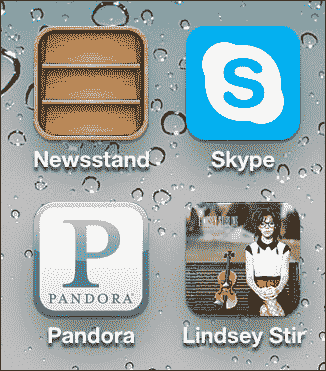 S
Newsstand
Skype
P
PANDORA
Pandora
Lindsey Stir